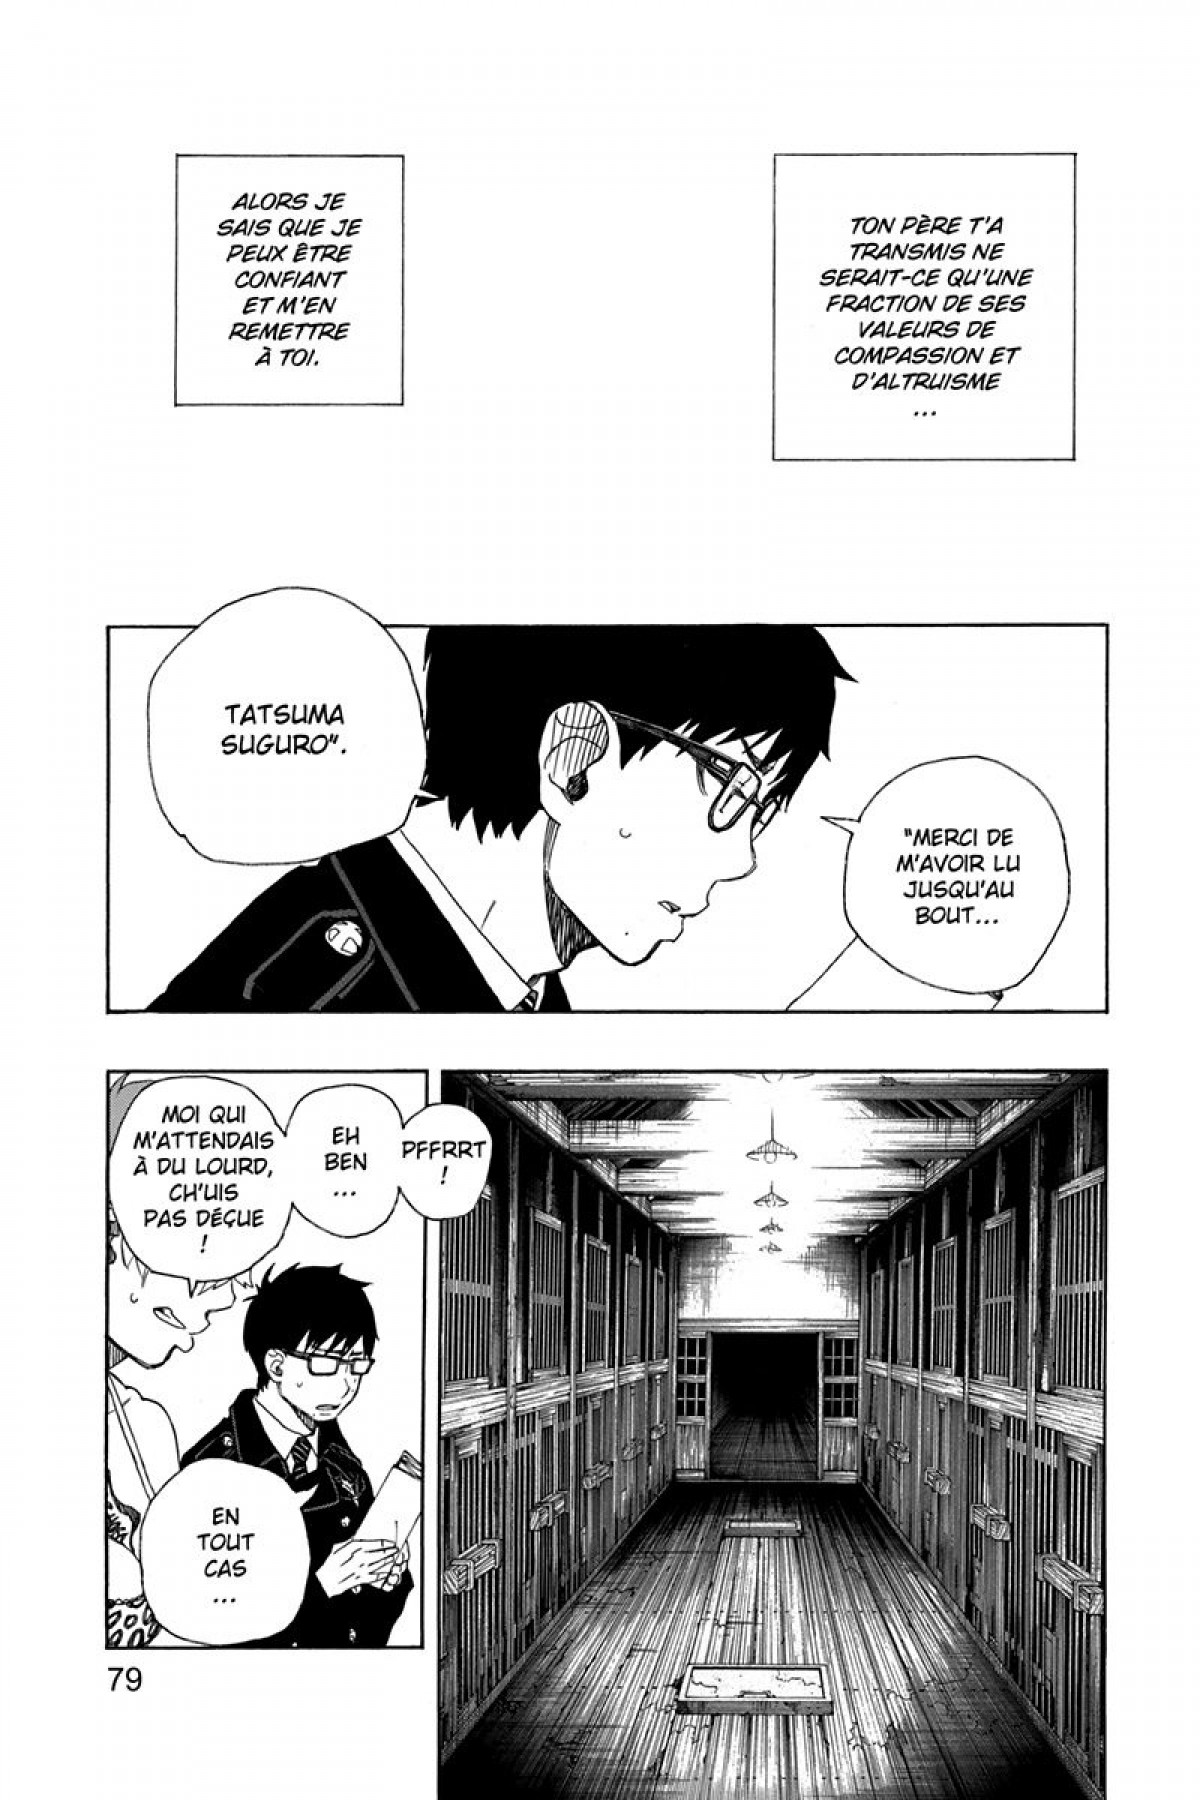 TON PÈRE T'A
TRANSMIS NE
SERAIT-CE QU'UNE
FRACTION DE SES
VALEURS DE
COMPASSION ET
D'ALTRUISME
...
ALORS JE
SAIS QUE JE
PEUX ÊTRE
CONFIANT
ET M'EN
REMETTRE
À TOI.
"MERCI DE
M'AVOIR LU
JUSQU'AU
BOUT...
TATSUMA
SUGURO".
PFFRRT
!
EH
BEN
...
MOI QUI
M'ATTENDAIS
À DU LOURD,
CH'UIS
PAS DÉÇUE
!
EN
TOUT
CAS
...
79